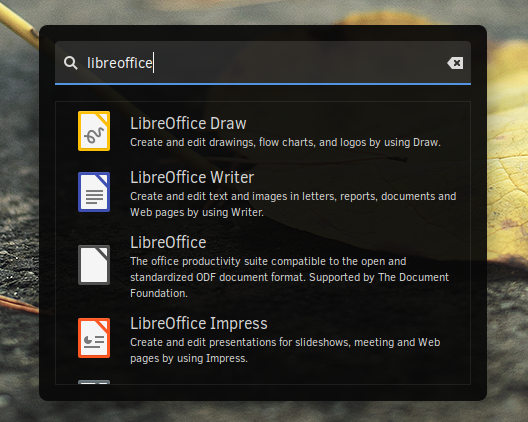 libreoffice
LibreOffice Draw
Create and edit drawings, flow charts, and logos by using Draw.
LibreOffice Writer
Create and edit text and images in letters, reports, documents and
Web pages by using Writer.
LibreOffice
The office productivity suite compatible to the open and
standardized ODF document format. Supported by The Document
Foundation.
LibreOffice Impress
Create and edit presentations for slideshows, meeting and Web
pages by using Impress.